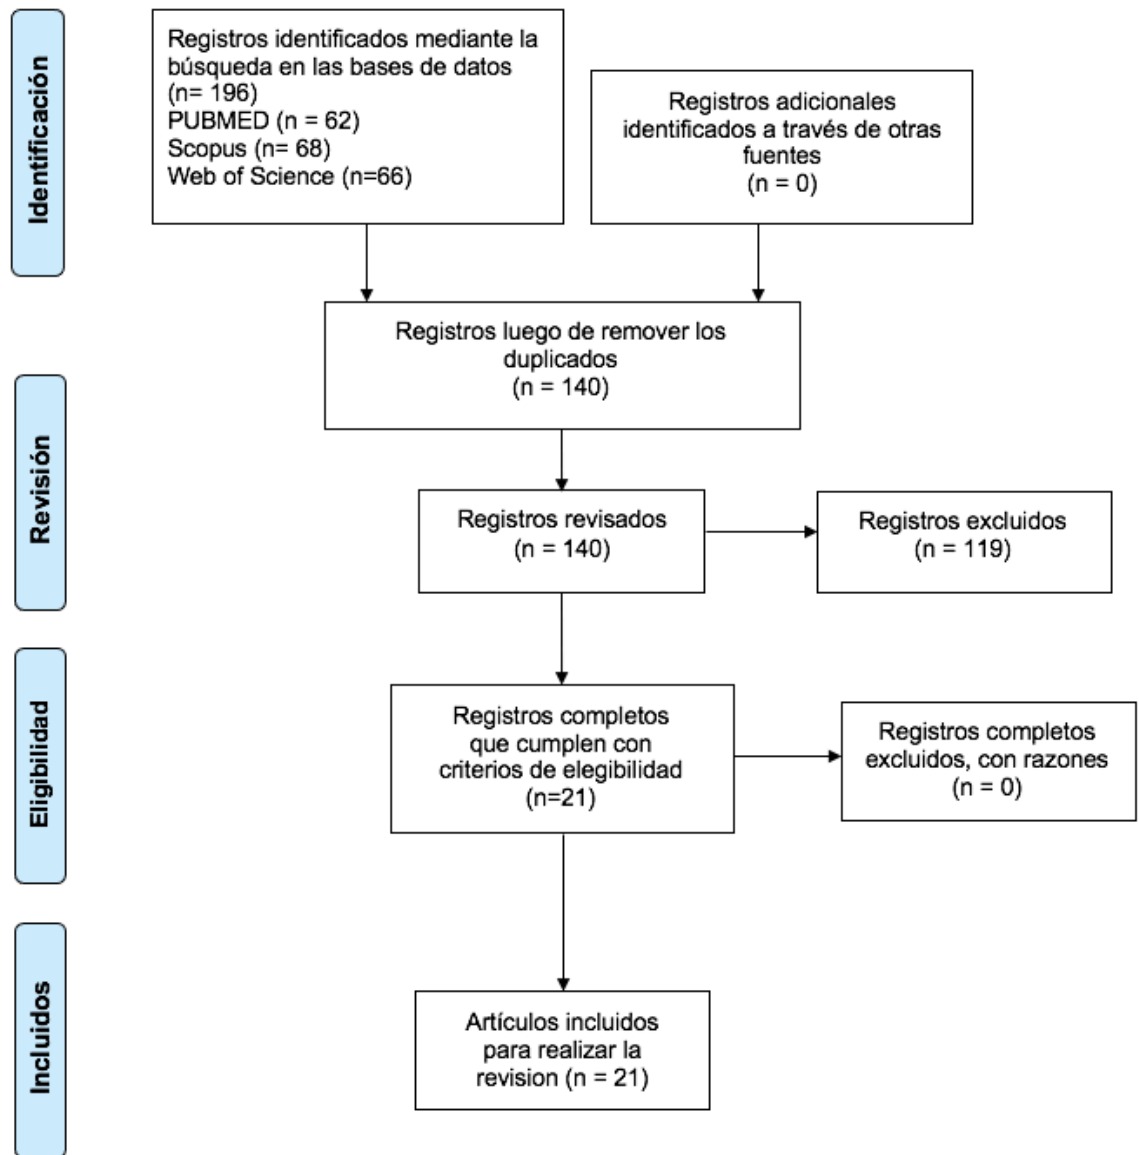 Identificación
Registros identificados mediante la
búsqueda en las bases de datos
(n= 196)
PUBMED (n = 62)
Scopus (n= 68)
Web of Science (n=66)
Registros adicionales
identificados a través de otras
fuentes
(n = 0)
Registros luego de remover los
duplicados
(n = 140)
Revisión
Registros revisados
(n = 140)
Registros excluidos
(n = 119)
Eligibilidad
Registros completos
que cumplen con
criterios de elegibilidad
(n=21)
Registros completos
excluidos, con razones
(n = 0)
Incluidos
Artículos incluidos
para realizar la
revision (n = 21)